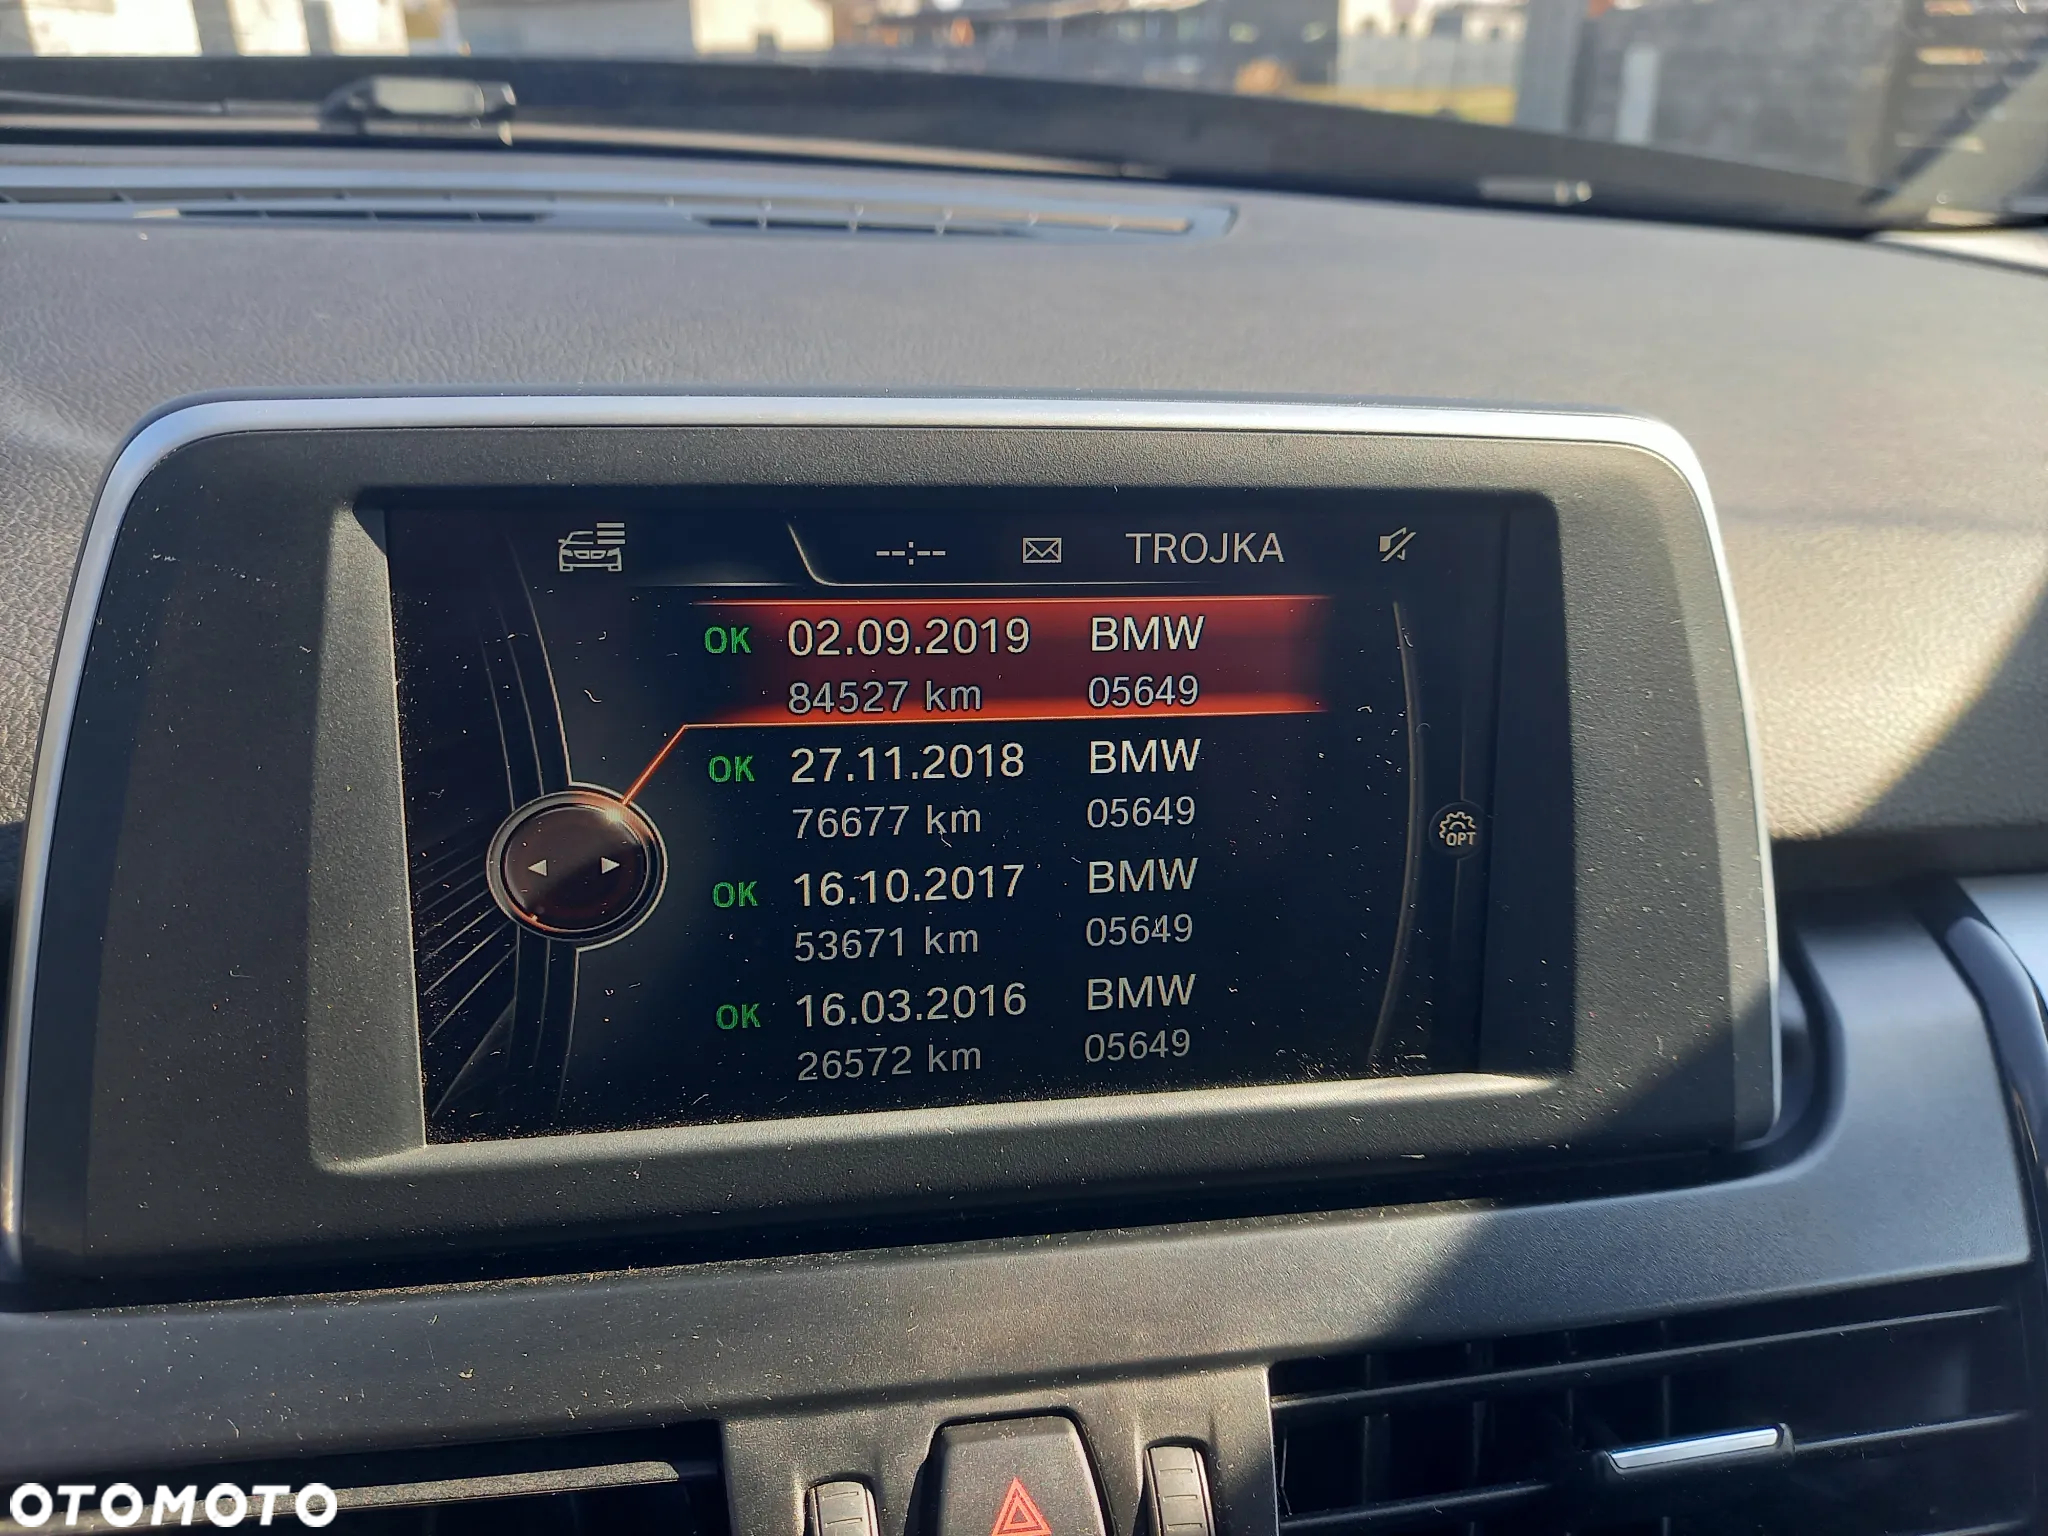 --:-- TROJKA
OK 02.09.2019 BMW
84527 km 05649
OK 27.11.2018 BMW
76677 km 05649
OK 16.10.2017 BMW
53671 km 05649
OK 16.03.2016 BMW
26572 km 05649
OPT
OTOMOTO